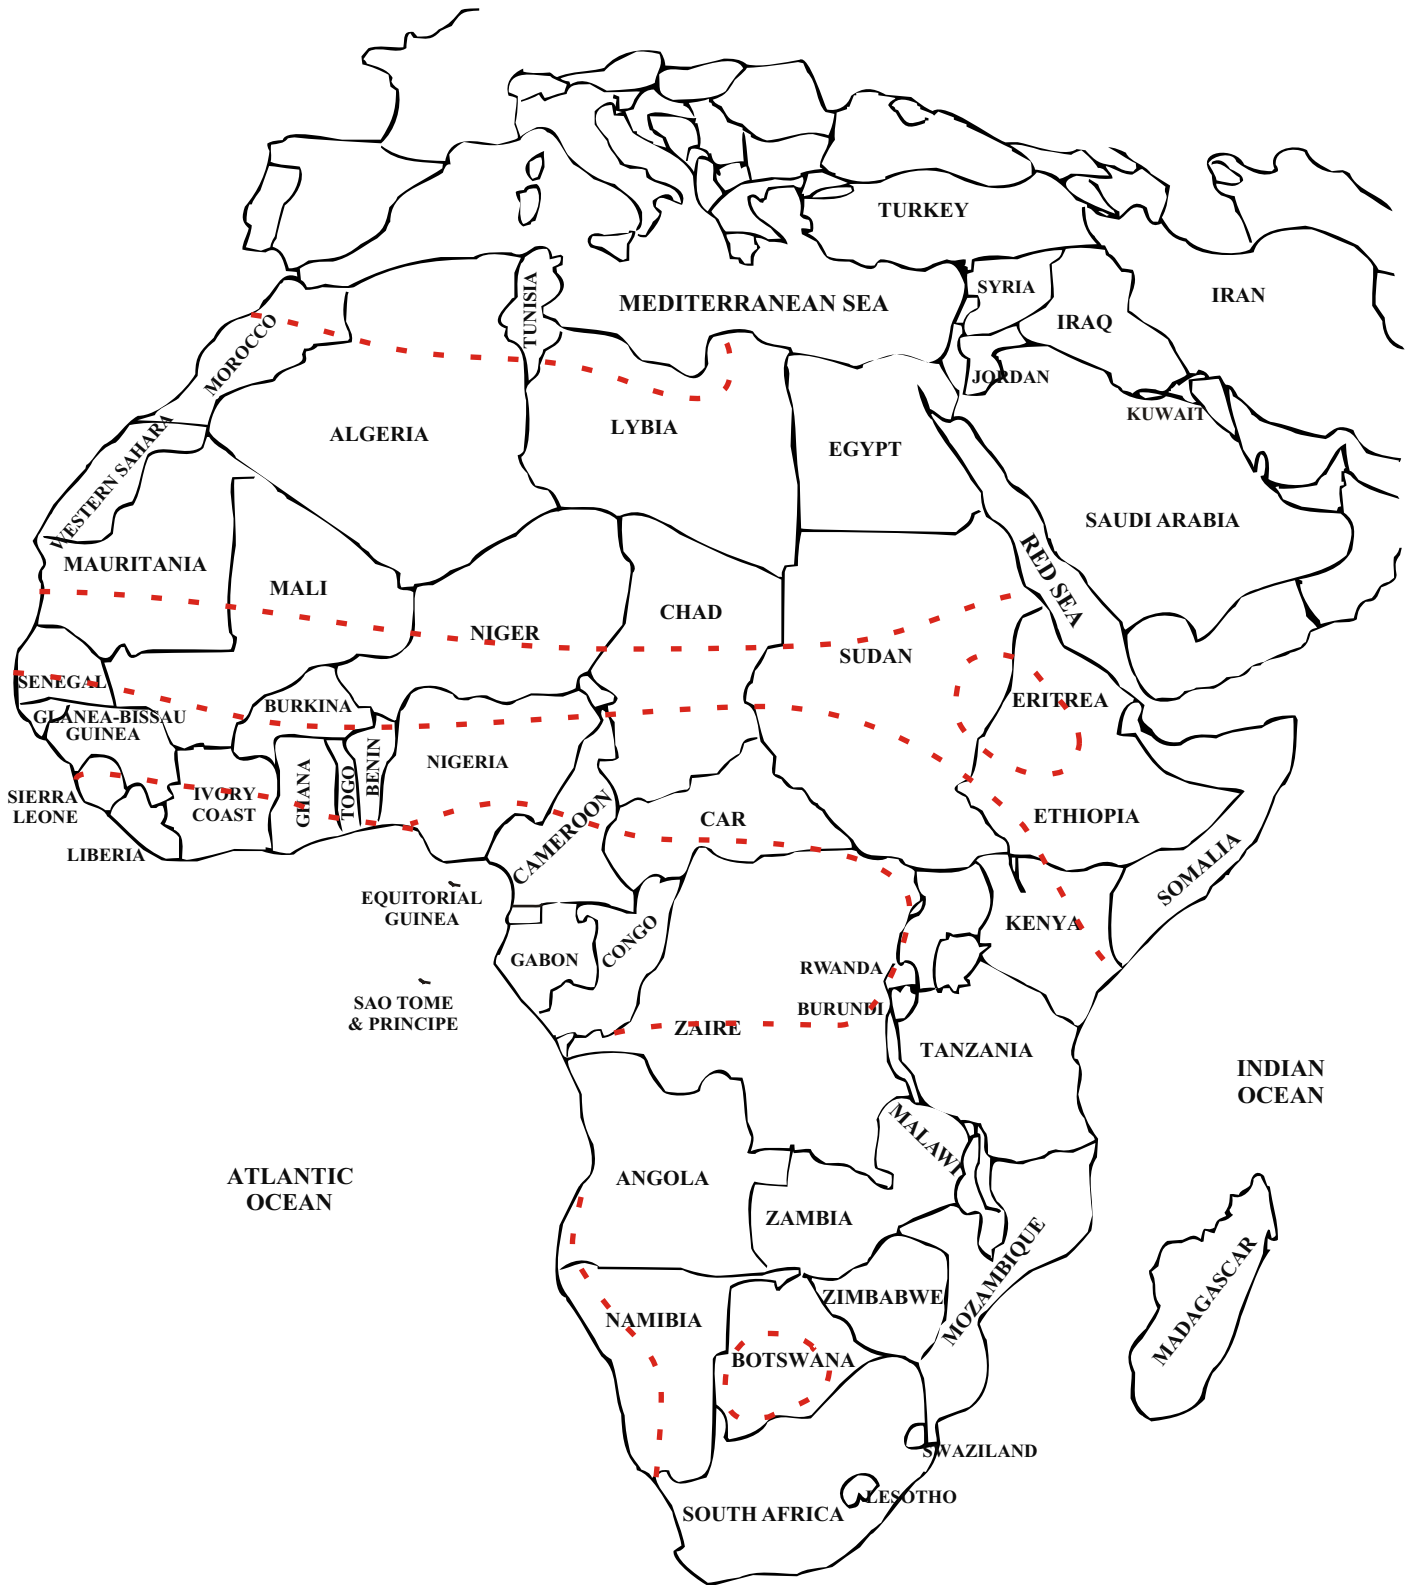 TURKEY
SYRIA
IRAN
TUNISIA
MEDITERRANEAN SEA
IRAQ
MOROCCO
JORDAN
KUWAIT
ALGERIA
LYBIA
EGYPT
WESTERN SAHARA
SAUDI ARABIA
RED SEA
MAURITANIA
MALI
NIGER
CHAD
SUDAN
SENEGAL
BURKINA
ERITREA
GLANEA-BISSAU
GUINEA
NIGERIA
BENIN
TOGO
GHANA
IVORY
COAST
SIERRA
LEONE
LIBERIA
CAMEROON
CAR
ETHIOPIA
SOMALIA
EQUITORIAL
GUINEA
GABON
CONGO
KENYA
RWANDA
BURUNDI
SAO TOME
& PRINCIPE
ZAIRE
TANZANIA
INDIAN
OCEAN
MALAWI
ATLANTIC
OCEAN
ANGOLA
ZAMBIA
MOZAMBIQUE
ZIMBABWE
MADAGASCAR
NAMIBIA
BOTSWANA
SWAZILAND
LESOTHO
SOUTH AFRICA